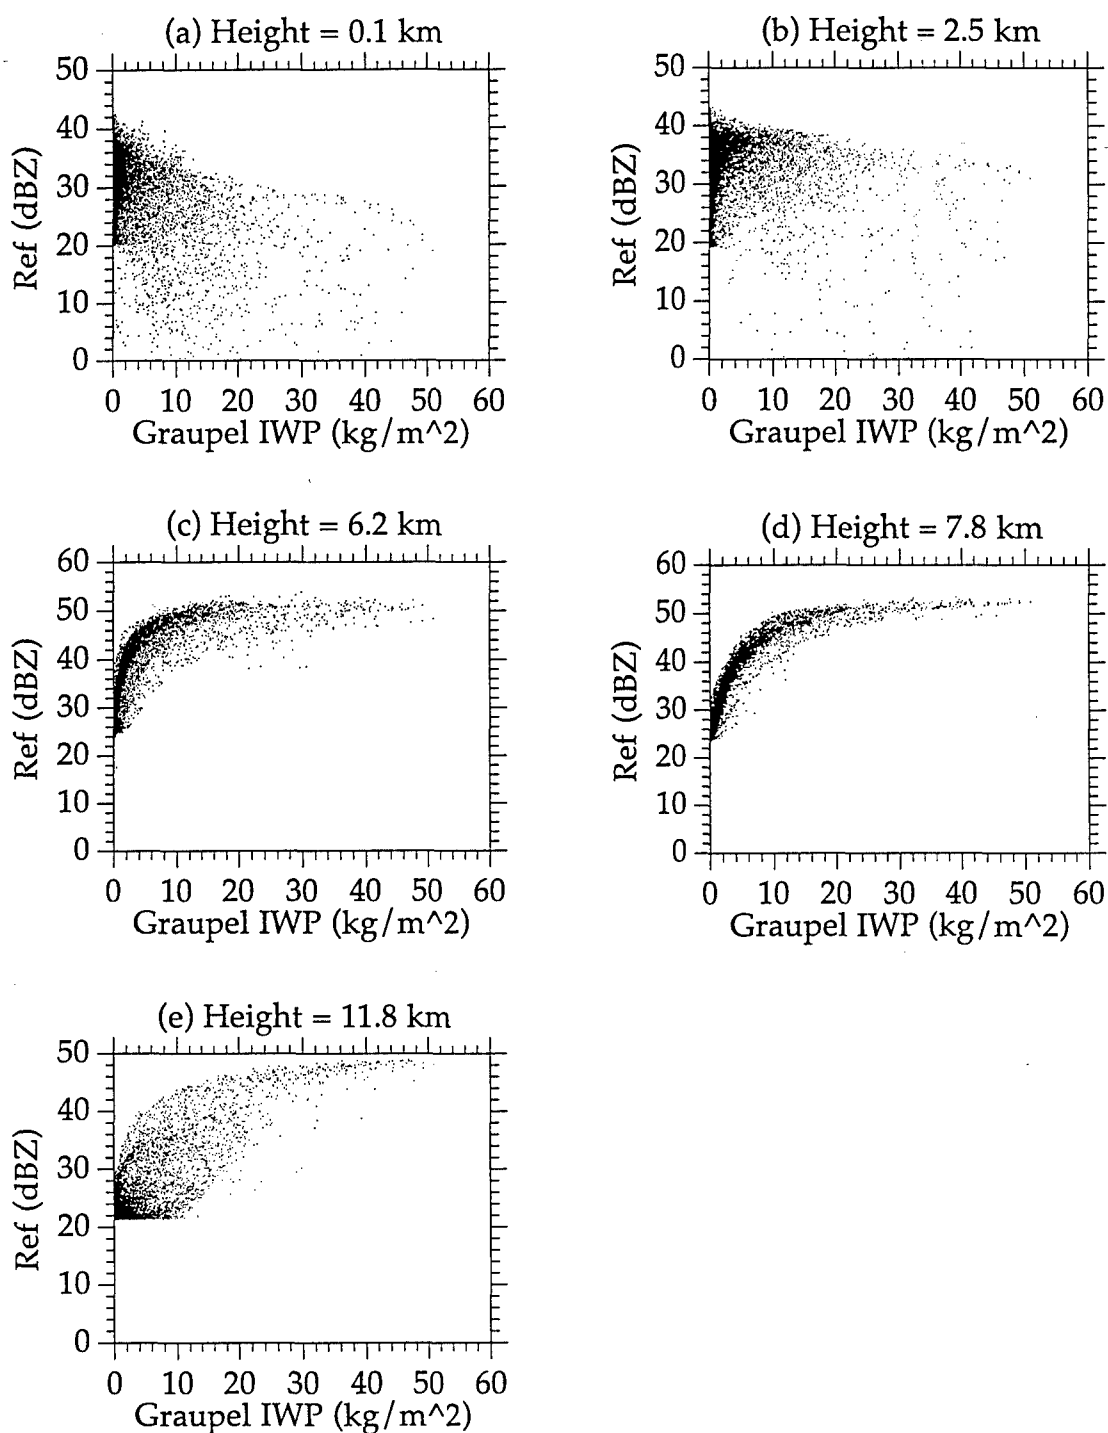 (a) Height = 0.1 km
50
40
30
20
10
0
Ref (dBZ)
0 10 20 30 40 50 60
Graupel IWP (kg/m^2)
(b) Height = 2.5 km
50
40
30
20
10
0
Ref (dBZ)
0 10 20 30 40 50 60
Graupel IWP (kg/m^2)
(c) Height = 6.2 km
60
50
40
30
20
10
0
Ref (dBZ)
0 10 20 30 40 50 60
Graupel IWP (kg/m^2)
(d) Height = 7.8 km
60
50
40
30
20
10
0
Ref (dBZ)
0 10 20 30 40 50 60
Graupel IWP (kg/m^2)
(e) Height = 11.8 km
50
40
30
20
10
0
Ref (dBZ)
0 10 20 30 40 50 60
Graupel IWP (kg/m^2)